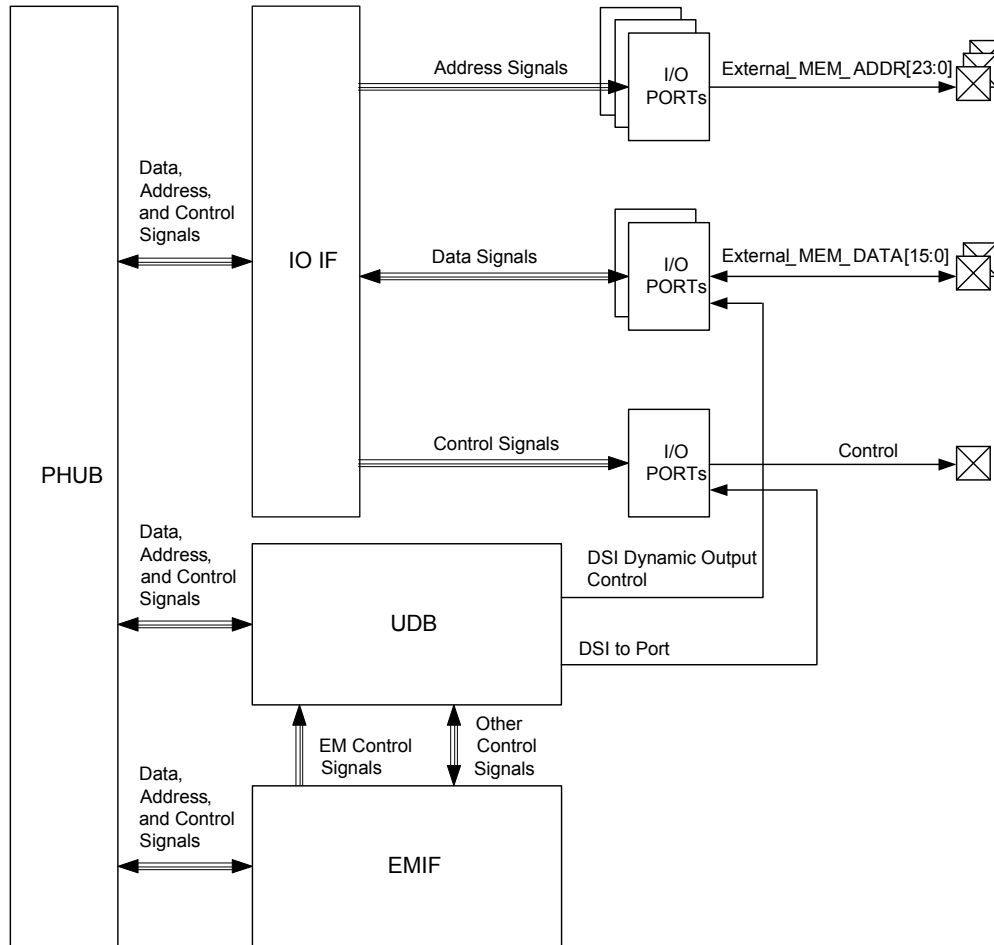 Address Signals
I/O
PORTs
External_MEM_ADDR[23:0]
Data,
Address,
and Control
Signals
IO IF
Data Signals
I/O
PORTs
External_MEM_DATA[15:0]
Control Signals
I/O
PORTs
Control
PHUB
Data,
Address,
and Control
Signals
UDB
DSI Dynamic Output
Control
DSI to Port
EM Control
Signals
Other
Control
Signals
Data,
Address,
and Control
Signals
EMIF